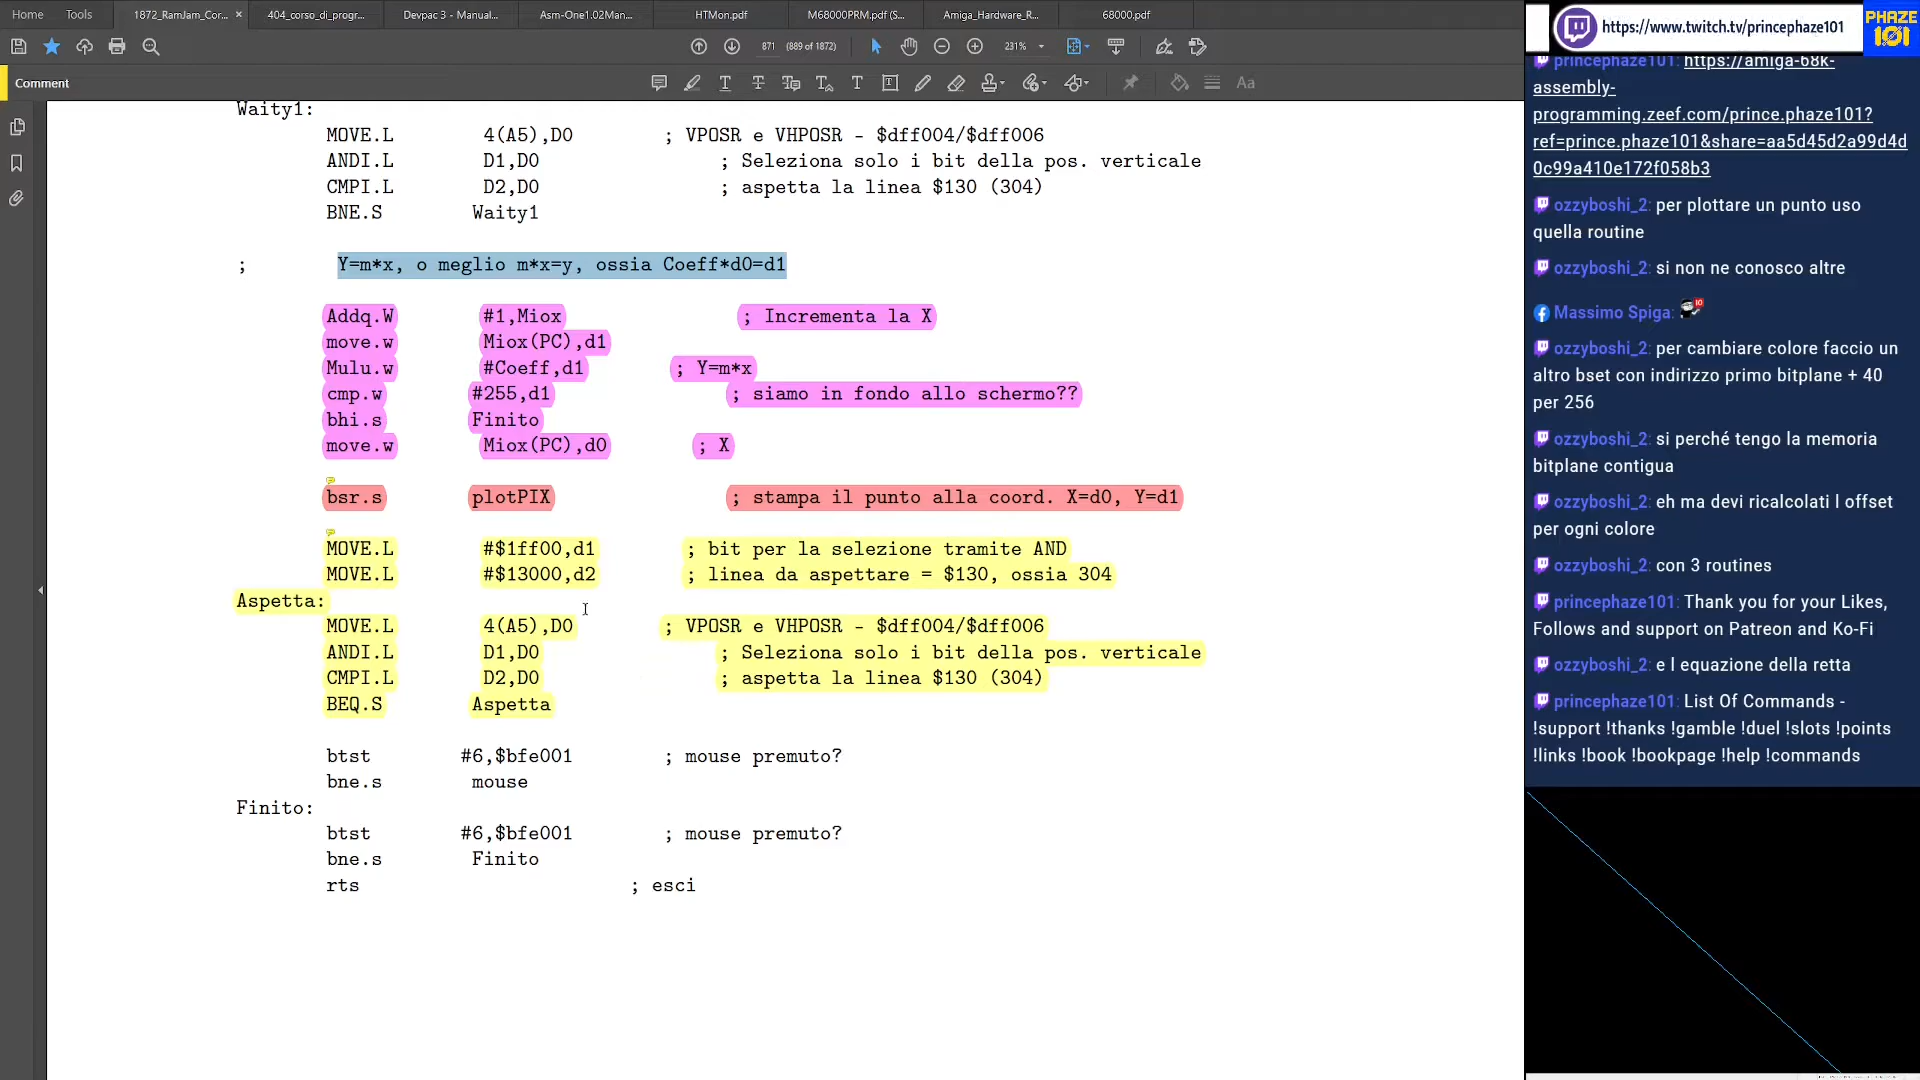 Home
Tools
1872_RamJam_Cor...
404_corso_di_progr...
Devpac 3 - Manual...
Asm-One1.02Man...
HTMon.pdf
M68000PRM.pdf (S...
Amiga_Hardware_R...
68000.pdf
871 (889 of 1872)
231%
Comment
Waity1:
MOVE.L 4(A5),D0 ; VPOSR e VHPOSR - $dff004/$dff006
ANDI.L D1,D0 ; Seleziona solo i bit della pos. verticale
CMPI.L D2,D0 ; aspetta la linea $130 (304)
BNE.S Waity1
; Y=m*x, o meglio m*x=y, ossia Coeff*d0=d1
Addq.W #1,Miox ; Incrementa la X
move.w Miox(PC),d1
Mulu.w #Coeff,d1 ; Y=m*x
cmp.w #255,d1 ; siamo in fondo allo schermo??
bhi.s Finito
move.w Miox(PC),d0 ; X
bsr.s plotPIX ; stampa il punto alla coord. X=d0, Y=d1
MOVE.L #$1ff00,d1 ; bit per la selezione tramite AND
MOVE.L #$13000,d2 ; linea da aspettare = $130, ossia 304
Aspetta:
MOVE.L 4(A5),D0 ; VPOSR e VHPOSR - $dff004/$dff006
ANDI.L D1,D0 ; Seleziona solo i bit della pos. verticale
CMPI.L D2,D0 ; aspetta la linea $130 (304)
BEQ.S Aspetta
btst #6,$bfe001 ; mouse premuto?
bne.s mouse
Finito:
btst #6,$bfe001 ; mouse premuto?
bne.s Finito
rts ; esci
https://www.twitch.tv/princephaze101
PHAZE
101
princephaze101: https://amiga-68k-
assembly-
programming.zeef.com/prince.phaze101?
ref=prince.phaze101&share=aa5d45d2a99d4d
0c99a410e172f058b3
ozzyboshi_2: per plottare un punto uso
quella routine
ozzyboshi_2: si non ne conosco altre
Massimo Spiga:
ozzyboshi_2: per cambiare colore faccio un
altro bset con indirizzo primo bitplane + 40
per 256
ozzyboshi_2: si perché tengo la memoria
bitplane contigua
ozzyboshi_2: eh ma devi ricalcolati l offset
per ogni colore
ozzyboshi_2: con 3 routines
princephaze101: Thank you for your Likes,
Follows and support on Patreon and Ko-Fi
ozzyboshi_2: e l equazione della retta
princephaze101: List Of Commands -
!support !thanks !gamble !duel !slots !points
!links !book !bookpage !help !commands